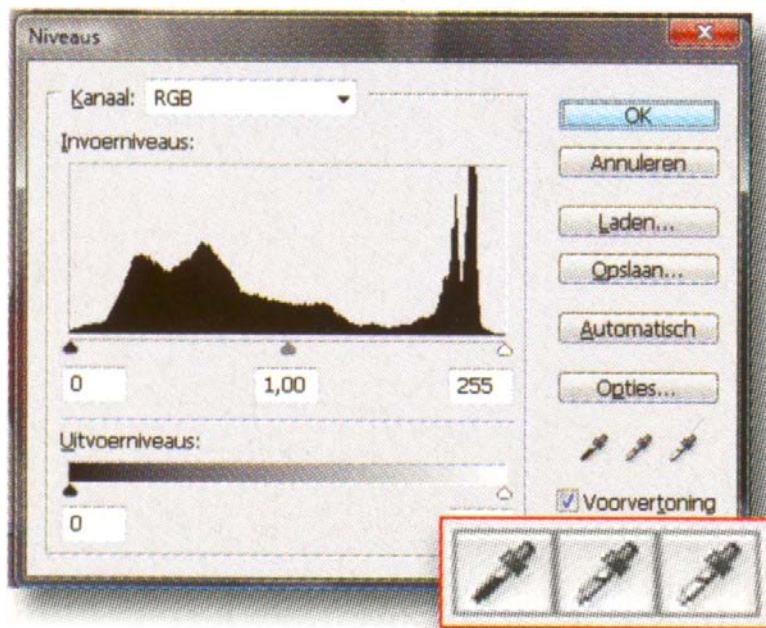 Niveaus
Kanaal: RGB
Invoerniveaus:
0 1,00 255
Uitvoerniveaus:
0
OK
Annuleren
Laden...
Opslaan...
Automatisch
Opties...
Voorvertoning